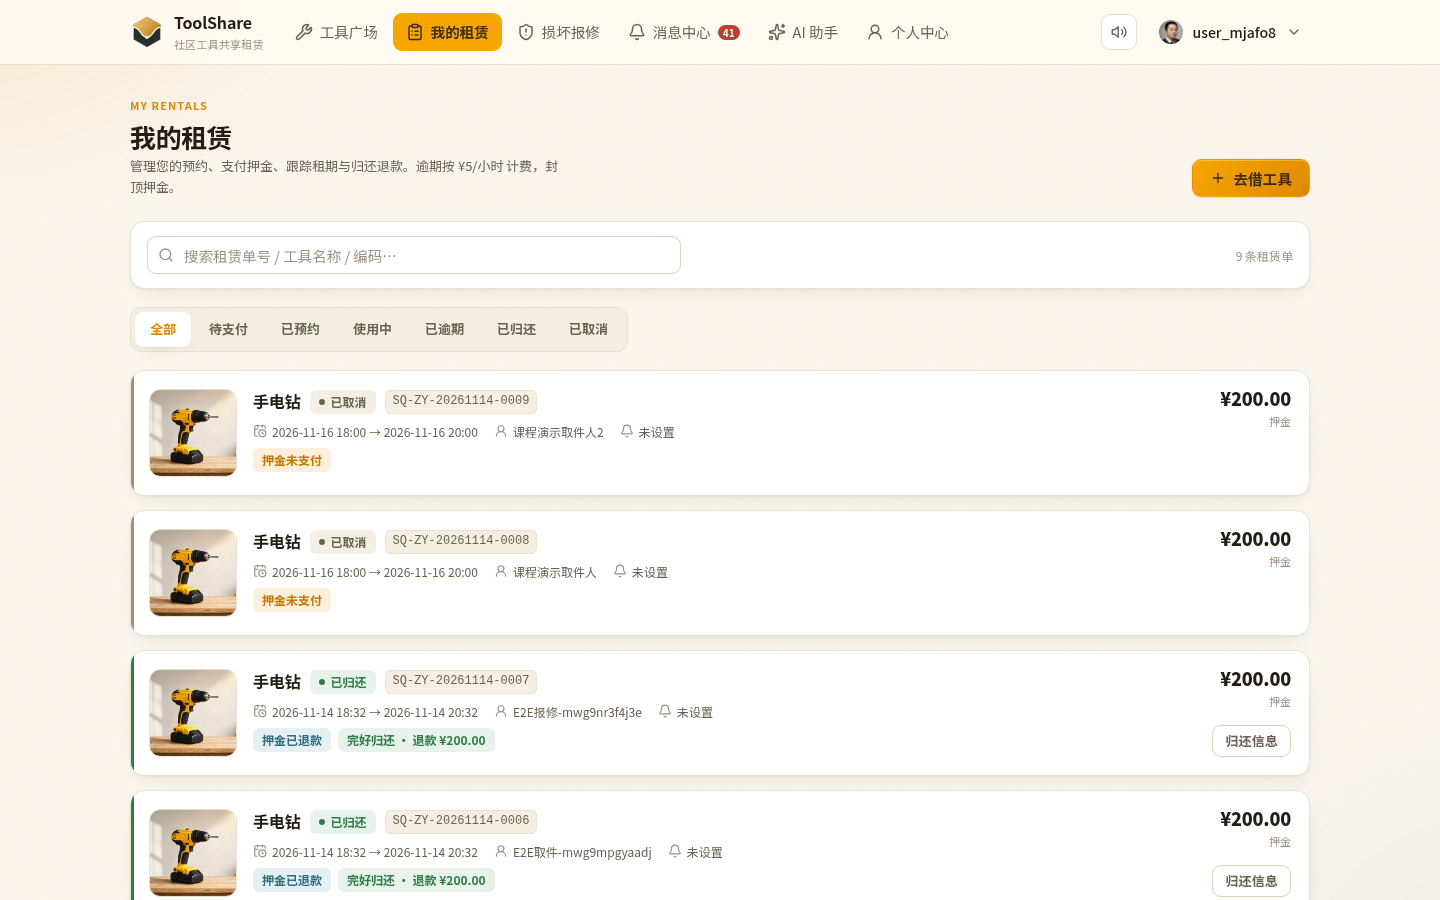 ToolShare
社区工具共享租赁
工具广场
我的租赁
损坏报修
消息中心 41
AI 助手
个人中心
user_mjafo8
MY RENTALS
我的租赁
管理您的预约、支付押金、跟踪租期与归还退款。逾期按 ¥5/小时 计费，封
顶押金。
去借工具
搜索租赁单号 / 工具名称 / 编码…
9 条租赁单
全部 待支付 已预约 使用中 已逾期 已归还 已取消
手电钻 已取消 SQ-ZY-20261114-0009
¥200.00
2026-11-16 18:00 → 2026-11-16 20:00 课程演示取件人2 未设置
押金
押金未支付
手电钻 已取消 SQ-ZY-20261114-0008
¥200.00
2026-11-16 18:00 → 2026-11-16 20:00 课程演示取件人 未设置
押金
押金未支付
手电钻 已归还 SQ-ZY-20261114-0007
¥200.00
2026-11-14 18:32 → 2026-11-14 20:32 E2E报修-mwg9nr3f4j3e 未设置
押金
押金已退款 完好归还 · 退款 ¥200.00
归还信息
手电钻 已归还 SQ-ZY-20261114-0006
¥200.00
2026-11-14 18:32 → 2026-11-14 20:32 E2E取件-mwg9mpgyaadj 未设置
押金
押金已退款 完好归还 · 退款 ¥200.00
归还信息